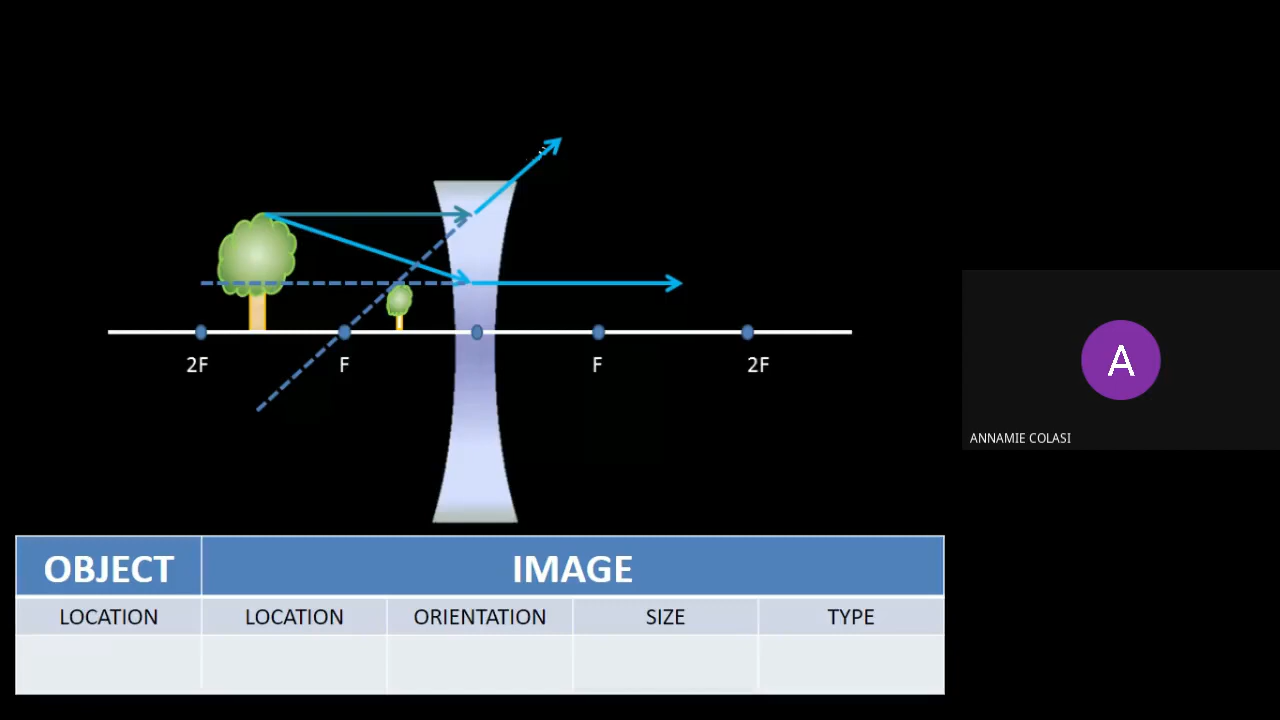 2F F F 2F
A
ANNAMIE COLASI
OBJECT IMAGE
LOCATION LOCATION ORIENTATION SIZE TYPE